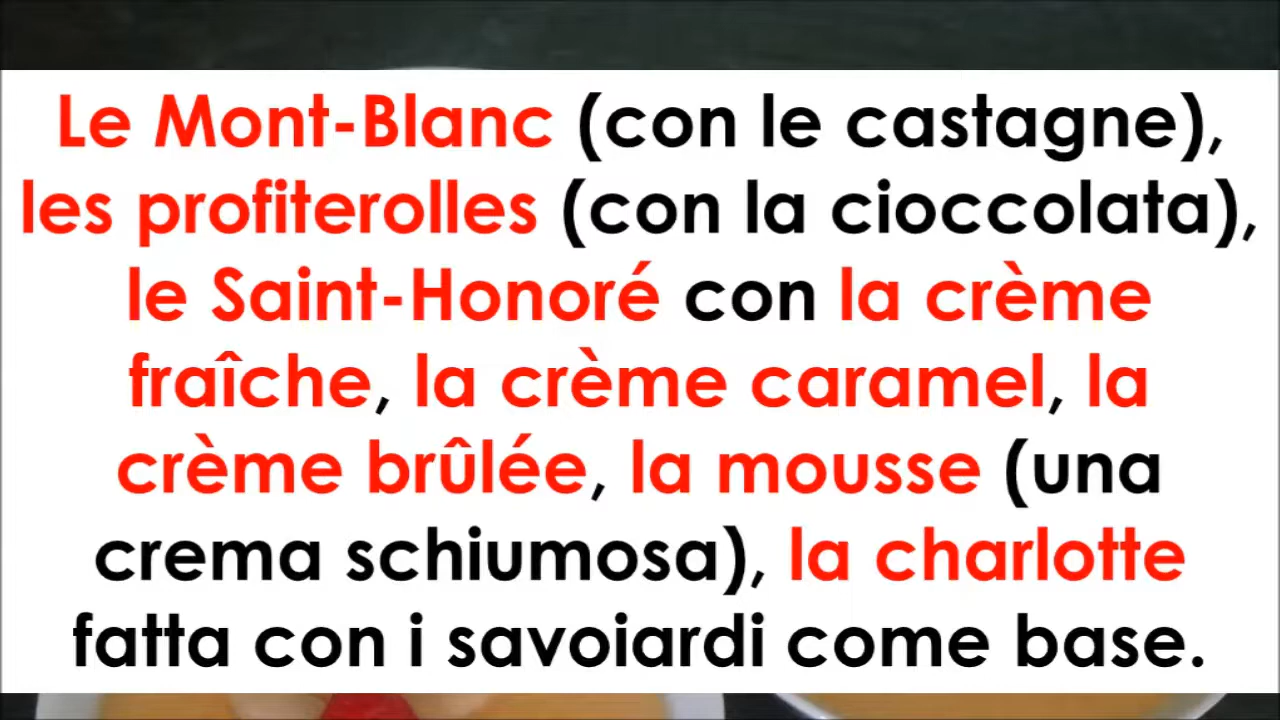 Le Mont-Blanc (con le castagne),
les profiterolles (con la cioccolata),
le Saint-Honoré con la crème
fraîche, la crème caramel, la
crème brûlée, la mousse (una
crema schiumosa), la charlotte
fatta con i savoiardi come base.